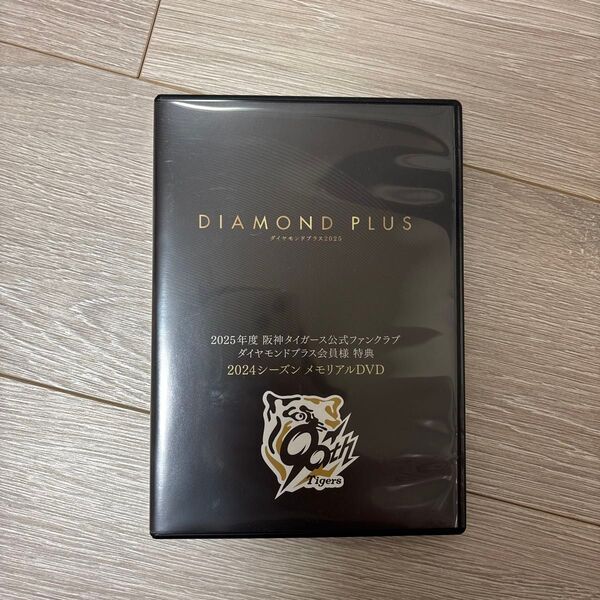 DIAMOND PLUS
ダイヤモンドプラス2025
2025年度 阪神タイガース公式ファンクラブ
ダイヤモンドプラス会員様 特典
2024シーズン メモリアルDVD
90th
Tigers